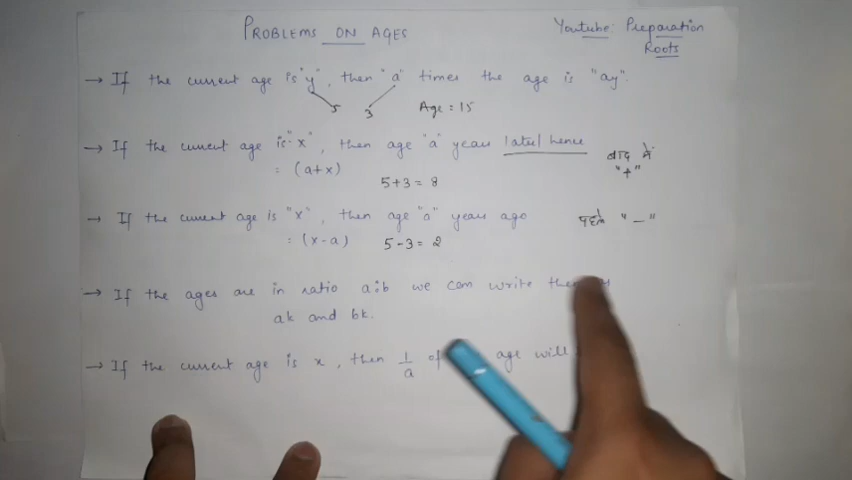 PROBLEMS ON AGES
Youtube: Preparation
Roots
→ If the current age is "y", then "a" times the age is "ay".
5 3 Age = 15
→ If the current age is "x", then age "a" years later/hence
= (a+x)
5+3 = 8
बाद में
"+"
→ If the current age is "x", then age "a" years ago
= (x-a) 5-3 = 2
पहले "-"
→ If the ages are in ratio a:b we can write
ak and bk.
→ If the current age is x, then 1/a of age will